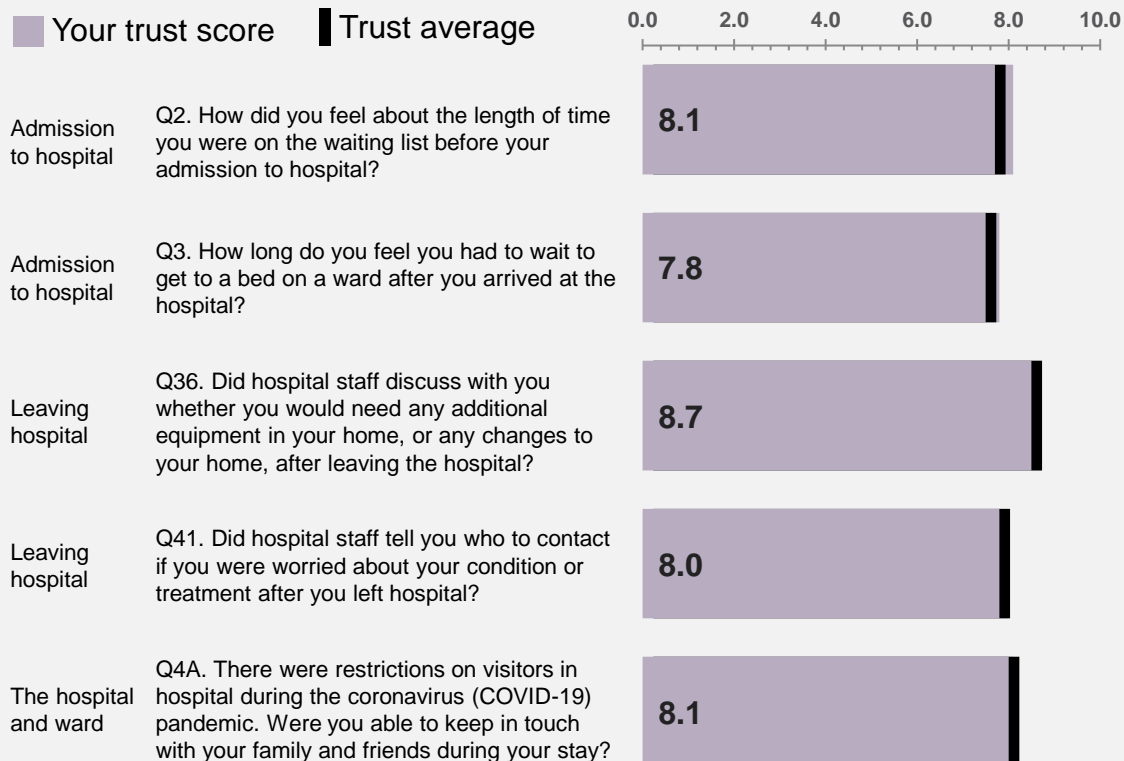 Your trust score
Trust average
0.0 2.0 4.0 6.0 8.0 10.0
Admission
to hospital
Q2. How did you feel about the length of time
you were on the waiting list before your
admission to hospital?
8.1
Admission
to hospital
Q3. How long do you feel you had to wait to
get to a bed on a ward after you arrived at the
hospital?
7.8
Leaving
hospital
Q36. Did hospital staff discuss with you
whether you would need any additional
equipment in your home, or any changes to
your home, after leaving the hospital?
8.7
Leaving
hospital
Q41. Did hospital staff tell you who to contact
if you were worried about your condition or
treatment after you left hospital?
8.0
The hospital
and ward
Q4A. There were restrictions on visitors in
hospital during the coronavirus (COVID-19)
pandemic. Were you able to keep in touch
with your family and friends during your stay?
8.1